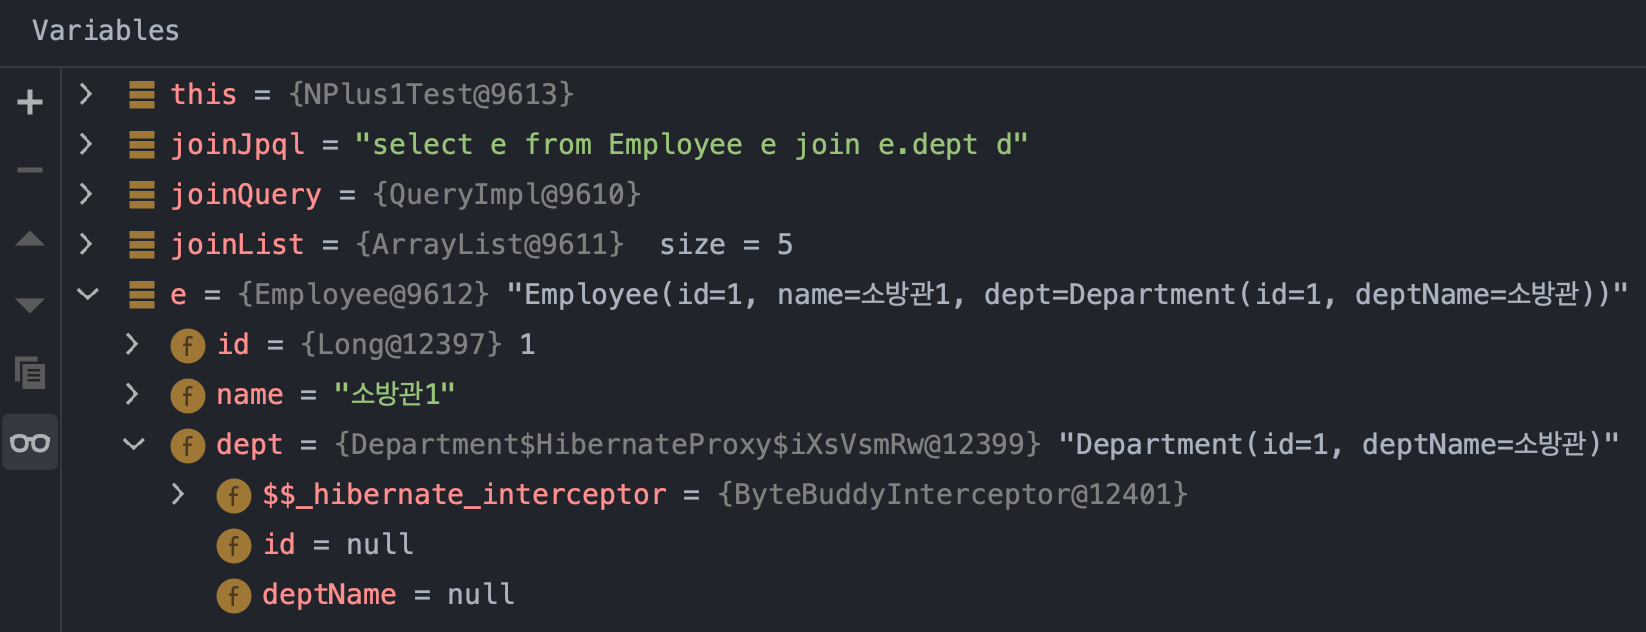 Variables
this = {NPlus1Test@9613}
joinJpql = "select e from Employee e join e.dept d"
joinQuery = {QueryImpl@9610}
joinList = {ArrayList@9611} size = 5
e = {Employee@9612} "Employee(id=1, name=소방관1, dept=Department(id=1, deptName=소방관))"
f id = {Long@12397} 1
f name = "소방관1"
f dept = {Department$HibernateProxy$iXsVsmRw@12399} "Department(id=1, deptName=소방관)"
f $$_hibernate_interceptor = {ByteBuddyInterceptor@12401}
f id = null
f deptName = null